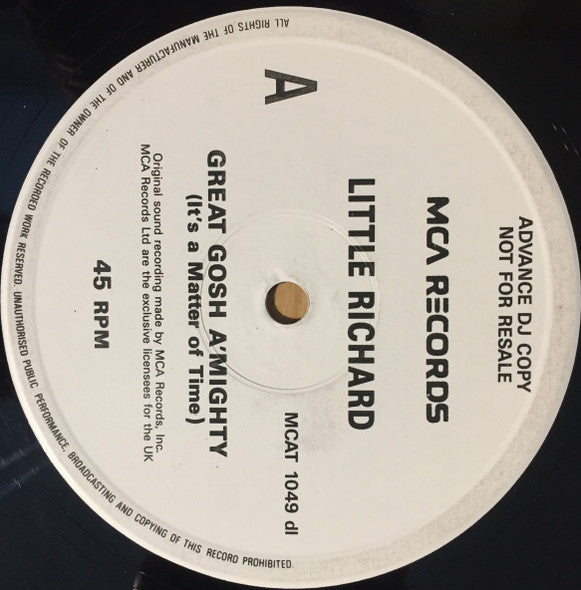 ADVANCE DJ COPY
NOT FOR RESALE
MCA RECORDS
LITTLE RICHARD
MCAT 1049 dl
A
GREAT GOSH A'MIGHTY
(It's a Matter of Time)
Original sound recording made by MCA Records, Inc.
MCA Records Ltd are the exclusive licensees for the UK
45 RPM
ALL RIGHTS OF THE MANUFACTURER AND OF THE OWNER OF THE RECORDED WORK RESERVED. UNAUTHORISED PUBLIC PERFORMANCE, BROADCASTING AND COPYING OF THIS RECORD PROHIBITED.